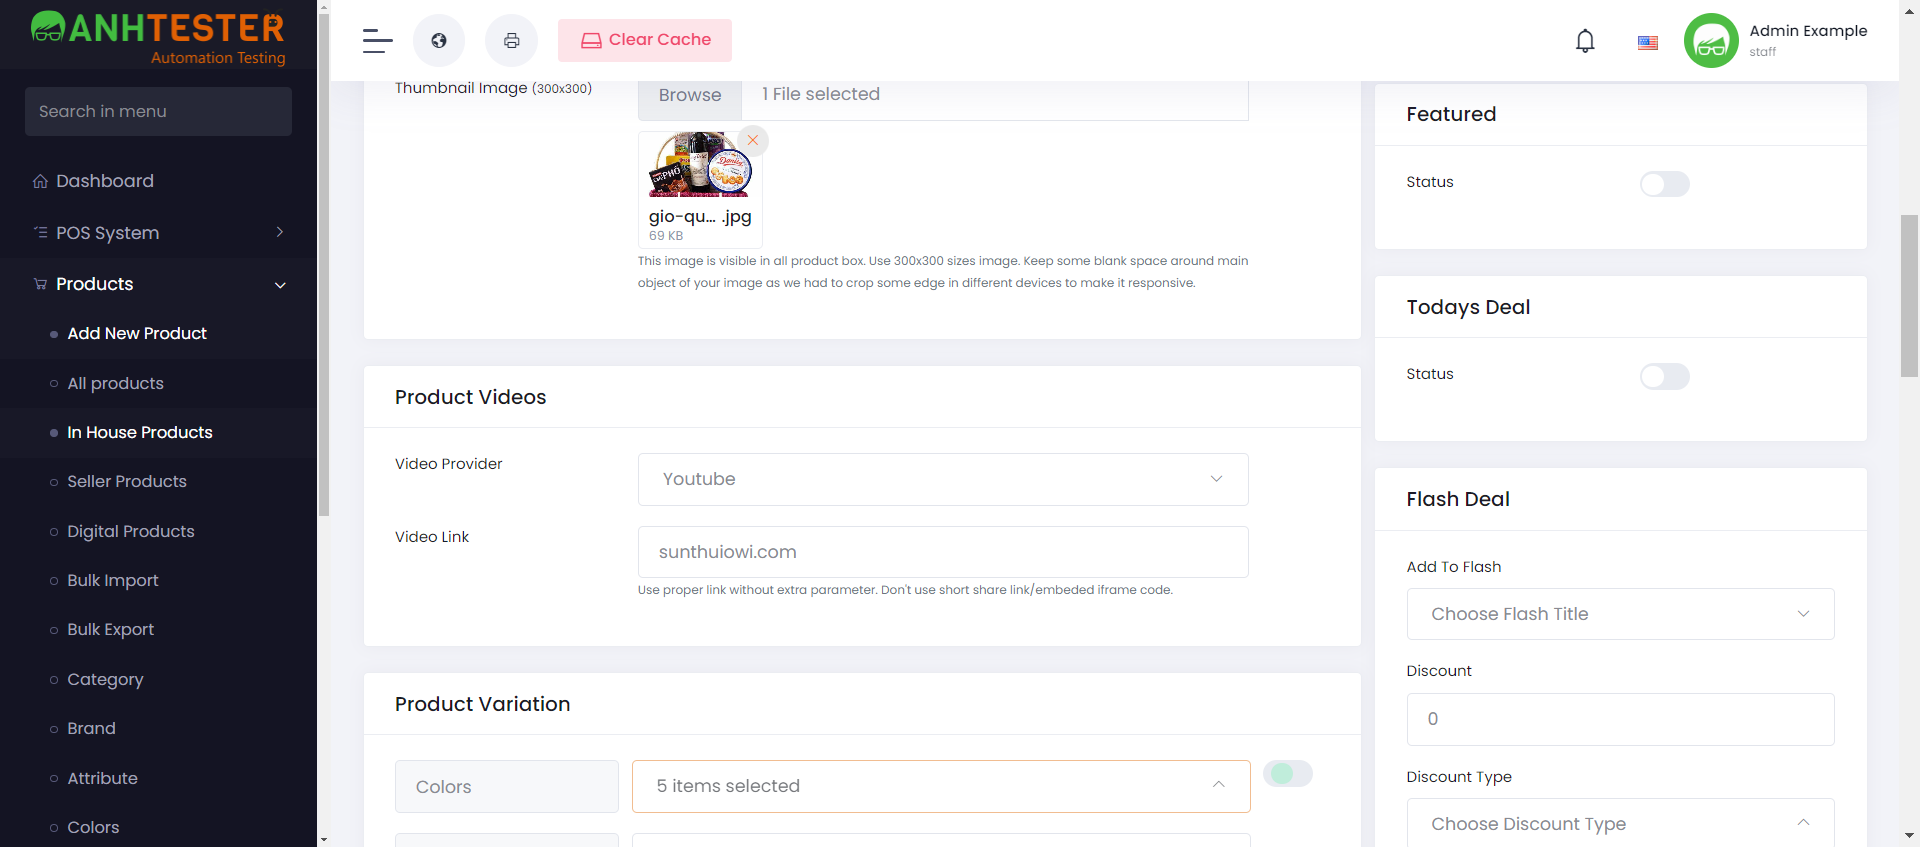 ANHTESTER
Automation Testing
Search in menu
Dashboard
POS System
Products
Add New Product
All products
In House Products
Seller Products
Digital Products
Bulk Import
Bulk Export
Category
Brand
Attribute
Colors
Clear Cache
Admin Example
staff
Thumbnail Image (300x300)
Browse
1 File selected
gio-qu... .jpg
69 KB
This image is visible in all product box. Use 300x300 sizes image. Keep some blank space around main
object of your image as we had to crop some edge in different devices to make it responsive.
Product Videos
Video Provider
Youtube
Video Link
sunthuiowi.com
Use proper link without extra parameter. Don't use short share link/embeded iframe code.
Product Variation
Colors
5 items selected
Featured
Status
Todays Deal
Status
Flash Deal
Add To Flash
Choose Flash Title
Discount
0
Discount Type
Choose Discount Type